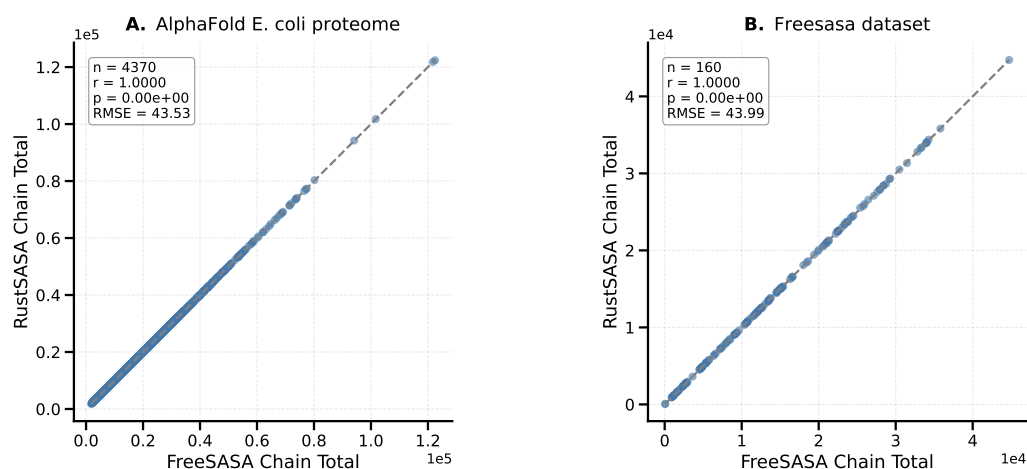 A. AlphaFold E. coli proteome
1e5
n = 4370
r = 1.0000
p = 0.00e+00
RMSE = 43.53
RustSASA Chain Total
1.2
1.0
0.8
0.6
0.4
0.2
0.0
0.0 0.2 0.4 0.6 0.8 1.0 1.2
FreeSASA Chain Total
1e5
B. Freesasa dataset
1e4
n = 160
r = 1.0000
p = 0.00e+00
RMSE = 43.99
RustSASA Chain Total
4
3
2
1
0
0 1 2 3 4
FreeSASA Chain Total
1e4